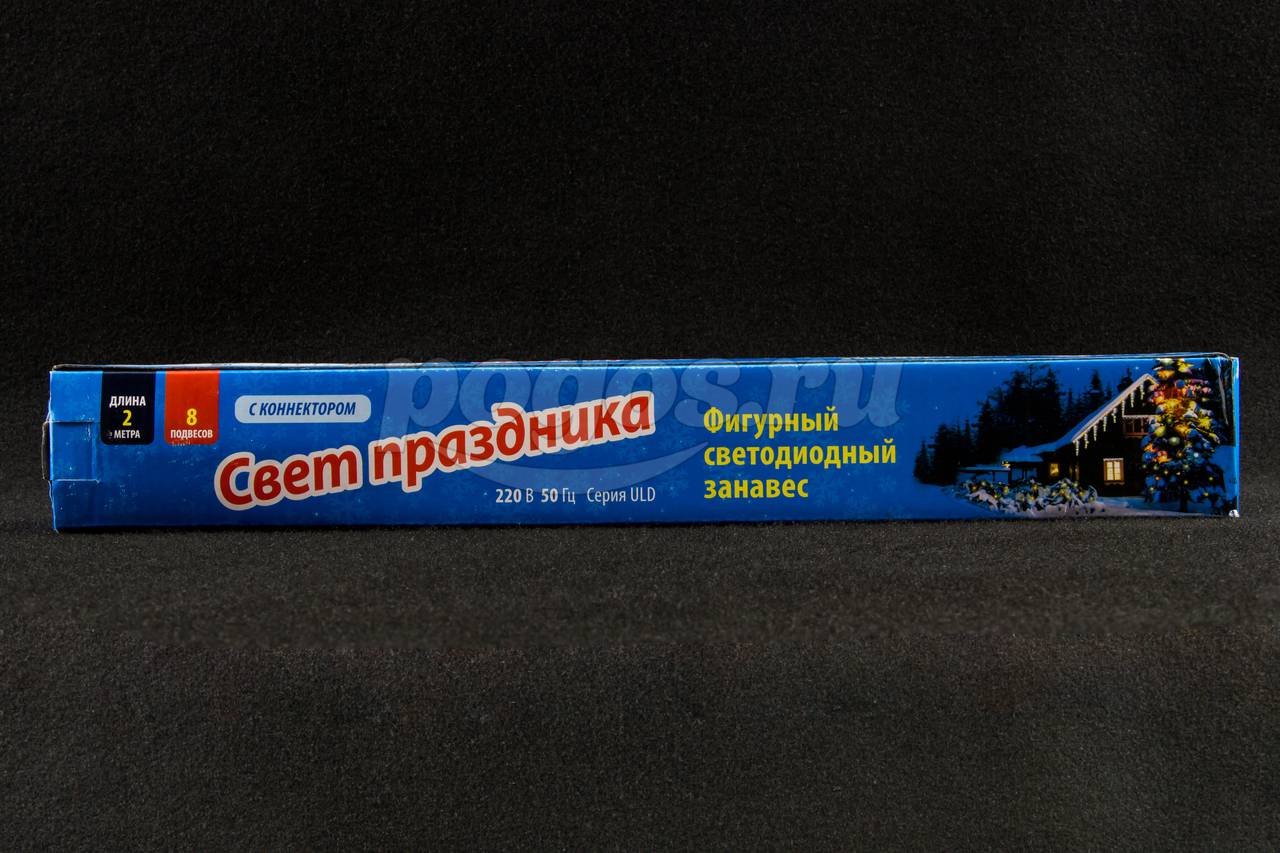 ДЛИНА
2
МЕТРА
8
ПОДВЕСОВ
С КОННЕКТОРОМ
Свет праздника
220 В 50 Гц Серия ULD
Фигурный
светодиодный
занавес
pogos.ru